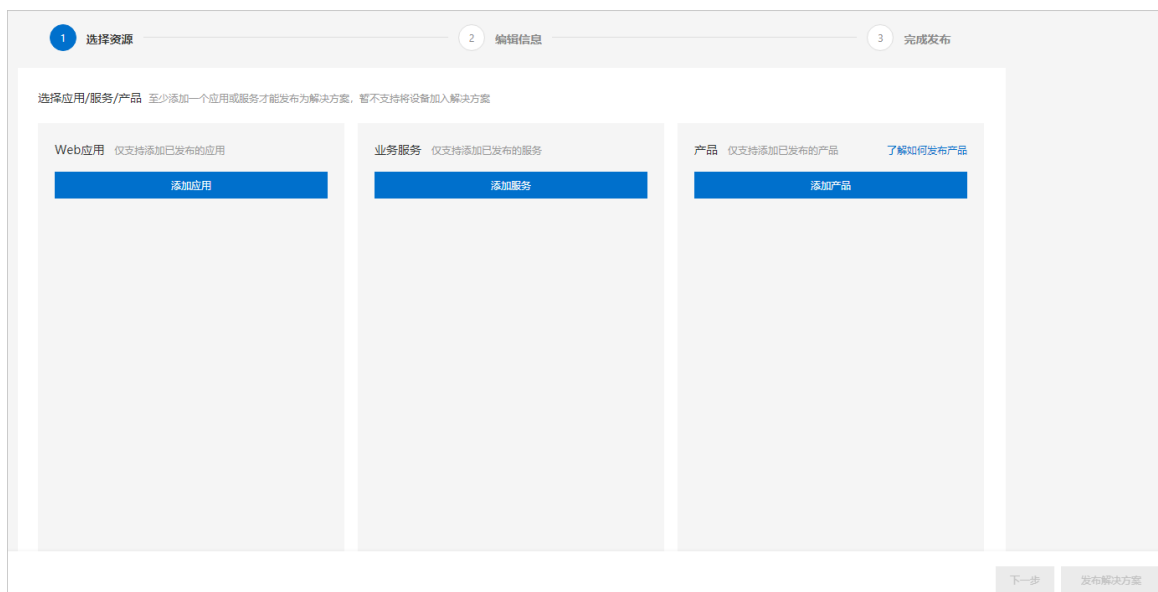 1 选择资源 2 编辑信息 3 完成发布
选择应用/服务/产品 至少添加一个应用或服务才能发布为解决方案，暂不支持将设备加入解决方案
Web应用 仅支持添加已发布的应用 业务服务 仅支持添加已发布的服务 产品 仅支持添加已发布的产品 了解如何发布产品
添加应用 添加服务 添加产品
下一步 发布解决方案